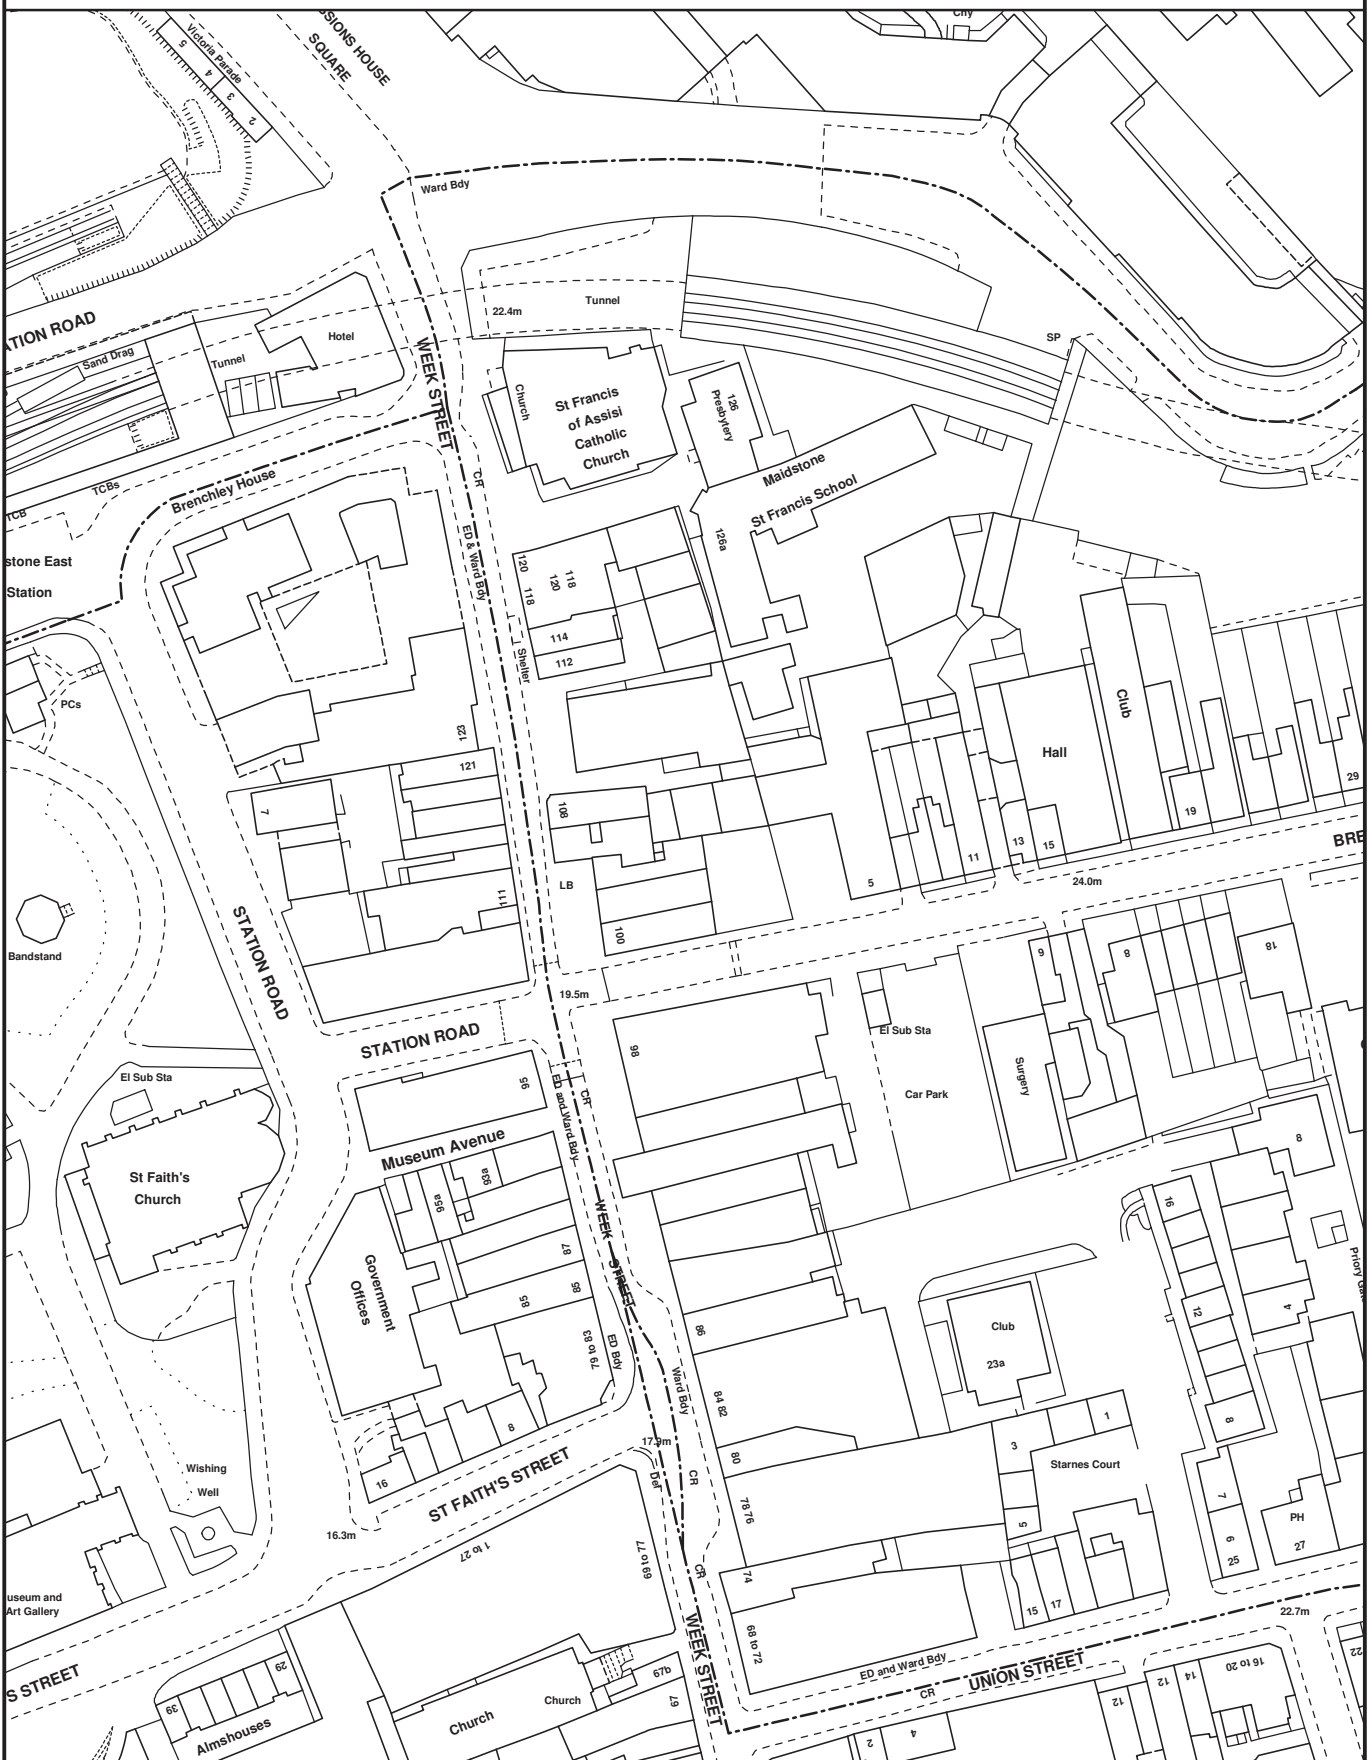 SSIONS HOUSE
SQUARE
Victoria Parade
5
4
3
2
Ward Bdy
22.4m
Tunnel
SP
ATION ROAD
Sand Drag
Tunnel
Hotel
WEEK STREET
Church
St Francis
of Assisi
Catholic
Church
126
Presbytery
Maidstone
St Francis School
126a
TCBs
TCB
Brenchley House
CR
ED & Ward Bdy
stone East
Station
120
118
120
118
114
112
Shelter
PCs
123
121
7
108
LB
111
100
Club
Hall
5
11
13
15
19
29
BRE
24.0m
Bandstand
STATION ROAD
19.5m
STATION ROAD
98
El Sub Sta
Car Park
Surgery
6
8
18
El Sub Sta
95
ED and Ward Bdy
CR
Museum Avenue
93a
95a
St Faith's
Church
WEEK STREET
87
85
85
Government
Offices
79 to 83
ED Bdy
86
Ward Bdy
84 82
80
78 76
74
68 to 72
8
16
12
8
4
Priory Ga
Club
23a
1
3
5
Starnes Court
7
6
25
PH
27
15
17
8
16
17.9m
Def
CR
Wishing
Well
ST FAITH'S STREET
16.3m
1 to 27
69 to 77
CR
useum and
Art Gallery
WEEK STREET
22.7m
ED and Ward Bdy
UNION STREET
CR
S STREET
29
39
Almshouses
Church
Church
67b
67
2
4
12
12
14
16 to 20
22